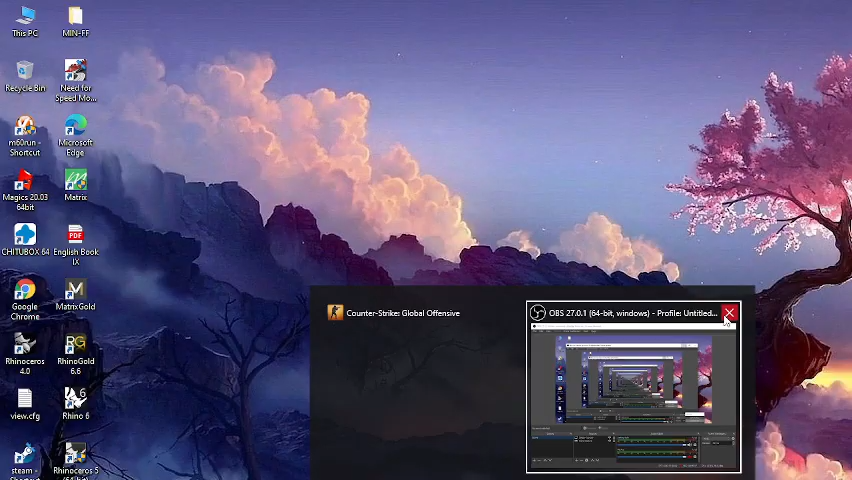 This PC
MIN-FF
Recycle Bin
Need for
Speed Mo...
m60run -
Shortcut
Microsoft
Edge
Magics 20.03
64bit
Matrix
CHITUBOX 64
English Book
IX
Google
Chrome
MatrixGold
Rhinoceros
4.0
RhinoGold
6.6
view.cfg
Rhino 6
steam -
Shortcut
Rhinoceros 5
(64-bit)
Counter-Strike: Global Offensive
OBS 27.0.1 (64-bit, windows) - Profile: Untitled...